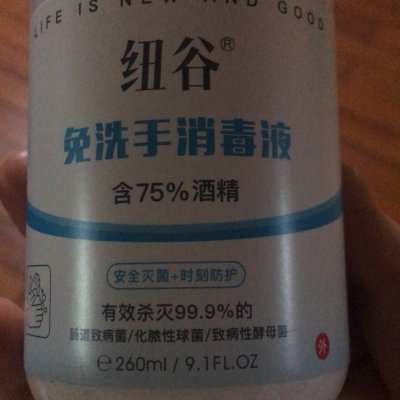 LIFE IS NEW AND GOOD
纽谷®
免洗手消毒液
含75%酒精
安全灭菌+时刻防护
有效杀灭99.9%的
肠道致病菌/化脓性球菌/致病性酵母菌
℮260ml / 9.1FL.OZ
外